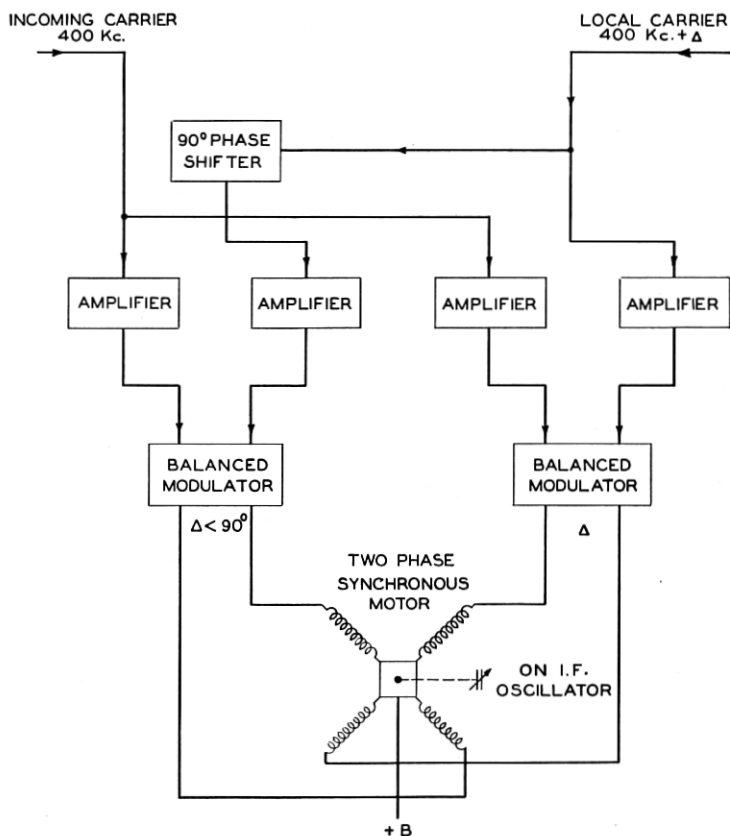 INCOMING CARRIER
400 Kc.
LOCAL CARRIER
400 Kc. + Δ
90° PHASE
SHIFTER
AMPLIFIER
AMPLIFIER
AMPLIFIER
AMPLIFIER
BALANCED
MODULATOR
BALANCED
MODULATOR
Δ < 90°
Δ
TWO PHASE
SYNCHRONOUS
MOTOR
ON I.F.
OSCILLATOR
+ B